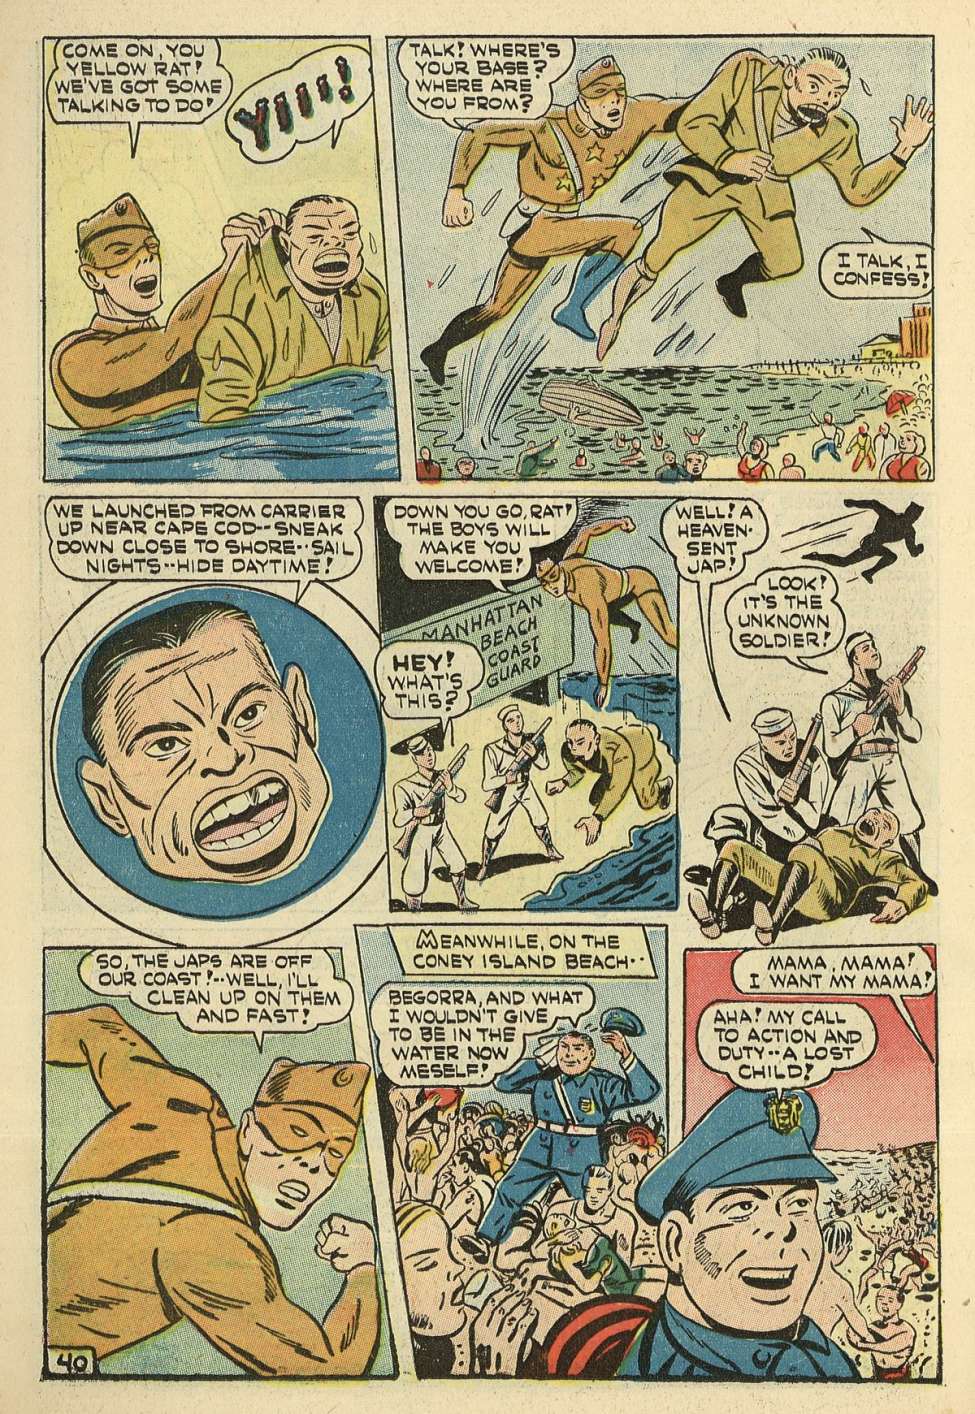 COME ON, YOU
YELLOW RAT!
WE'VE GOT SOME
TALKING TO DO!
YIIII!
TALK! WHERE'S
YOUR BASE?
WHERE ARE
YOU FROM?
I TALK, I
CONFESS!
WE LAUNCHED FROM CARRIER
UP NEAR CAPE COD--SNEAK
DOWN CLOSE TO SHORE--SAIL
NIGHTS--HIDE DAYTIME!
DOWN YOU GO, RAT!
THE BOYS WILL
MAKE YOU
WELCOME!
MANHATTAN
BEACH
COAST
GUARD
HEY!
WHAT'S
THIS?
WELL! A
HEAVEN-
SENT
JAP!
LOOK!
IT'S THE
UNKNOWN
SOLDIER!
SO, THE JAPS ARE OFF
OUR COAST!--WELL, I'LL
CLEAN UP ON THEM
AND FAST!
MEANWHILE, ON THE
CONEY ISLAND BEACH--
BEGORRA, AND WHAT
I WOULDN'T GIVE
TO BE IN THE
WATER NOW
MESELF!
MAMA, MAMA!
I WANT MY MAMA!
AHA! MY CALL
TO ACTION AND
DUTY--A LOST
CHILD!
40